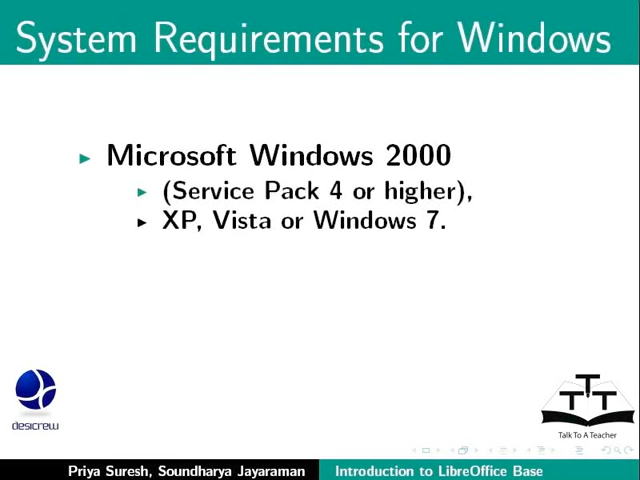 System Requirements for Windows
Microsoft Windows 2000
(Service Pack 4 or higher),
XP, Vista or Windows 7.
desicrew
T T T
Talk To A Teacher
Priya Suresh, Soundharya Jayaraman
Introduction to LibreOffice Base